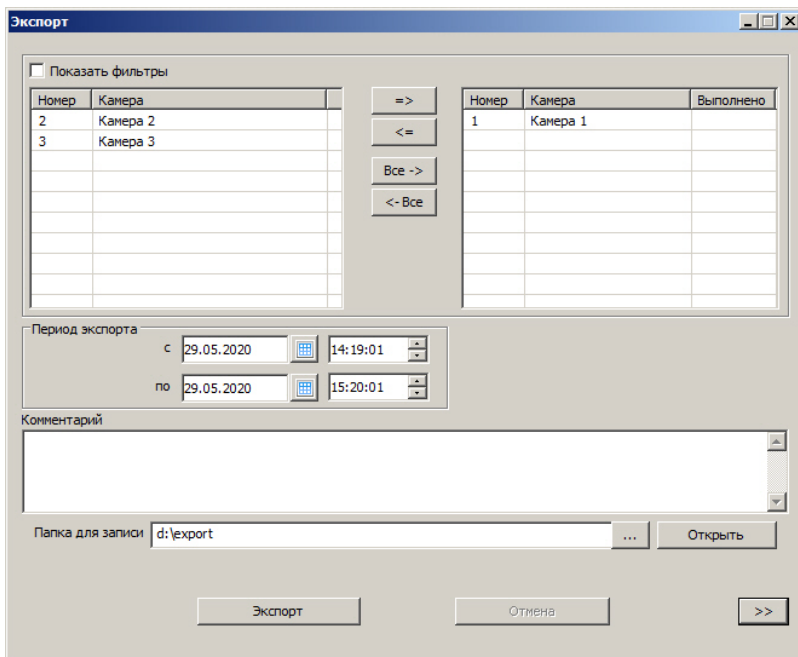 Экспорт
Показать фильтры
Номер Камера
2 Камера 2
3 Камера 3
=>
<=
Все ->
<- Все
Номер Камера Выполнено
1 Камера 1
Период экспорта
с 29.05.2020 14:19:01
по 29.05.2020 15:20:01
Комментарий
Папка для записи d:\export ... Открыть
Экспорт Отмена >>